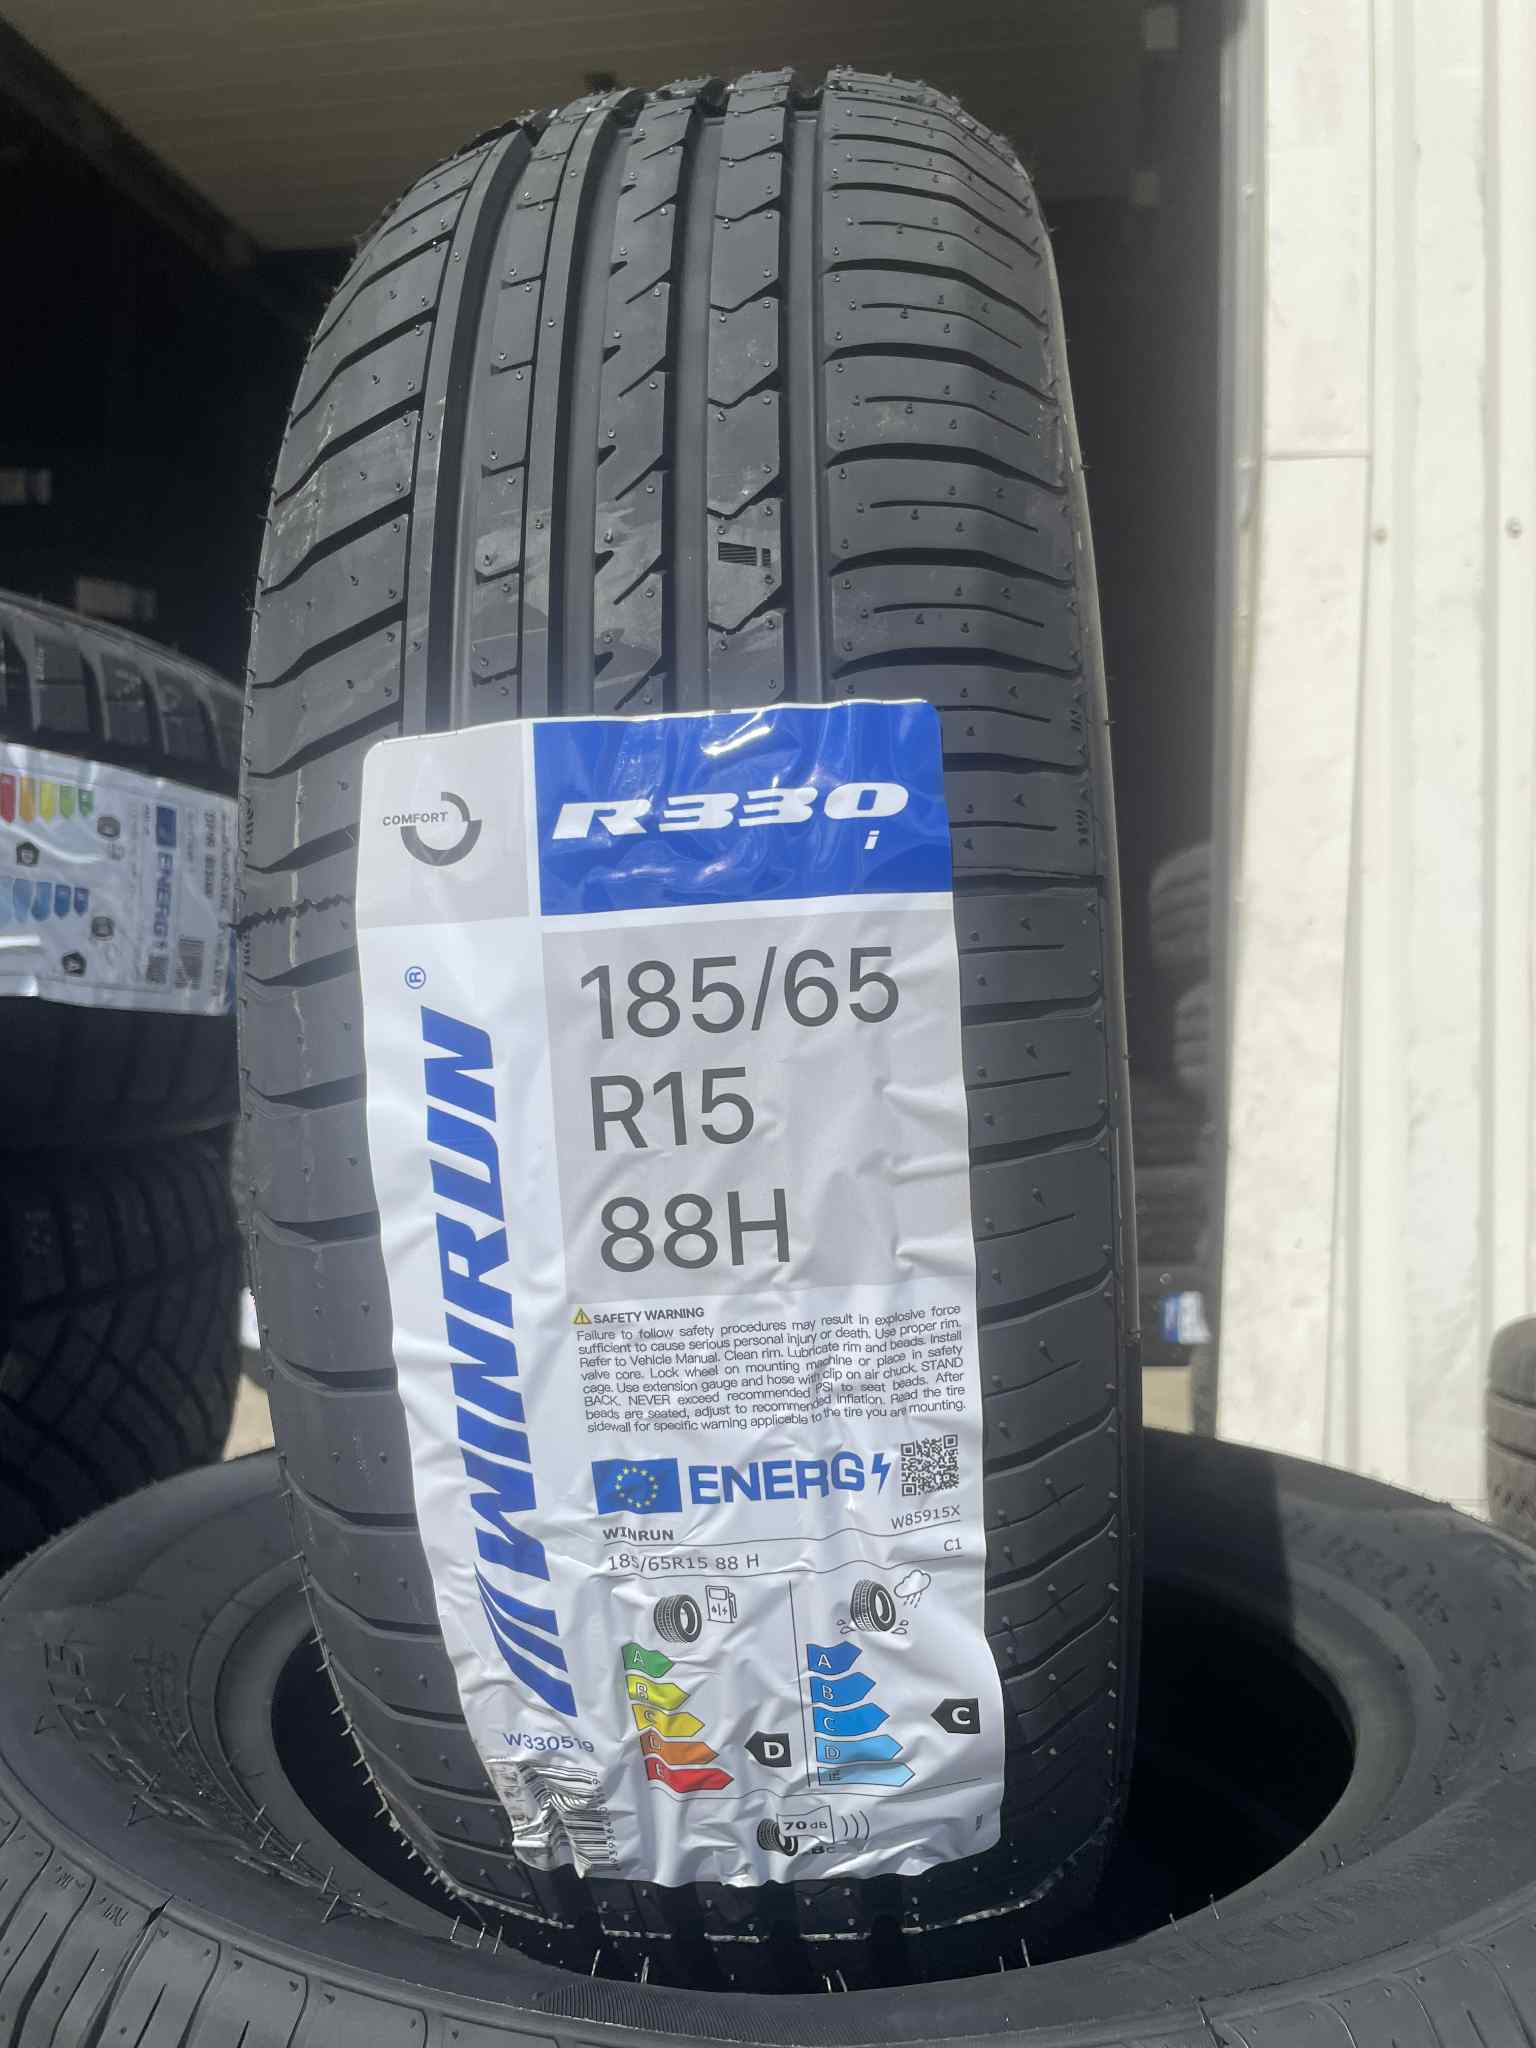 COMFORT
R330
i
WINRUN®
185/65
R15
88H
SAFETY WARNING
Failure to follow safety procedures may result in explosive force
sufficient to cause serious personal injury or death. Use proper rim.
Refer to Vehicle Manual. Clean rim. Lubricate rim and beads. Install
valve core. Lock wheel on mounting machine or place in safety
cage. Use extension gauge and hose with clip on air chuck. STAND
BACK. NEVER exceed recommended PSI to seat beads. After
beads are seated, adjust to recommended inflation. Read the tire
sidewall for specific warning applicable to the tire you are mounting.
ENERG
WINRUN
W85915X
185/65R15 88 H
C1
A
B
C
D
E
D
A
B
C
D
E
C
70 dB
W330519
ENERG